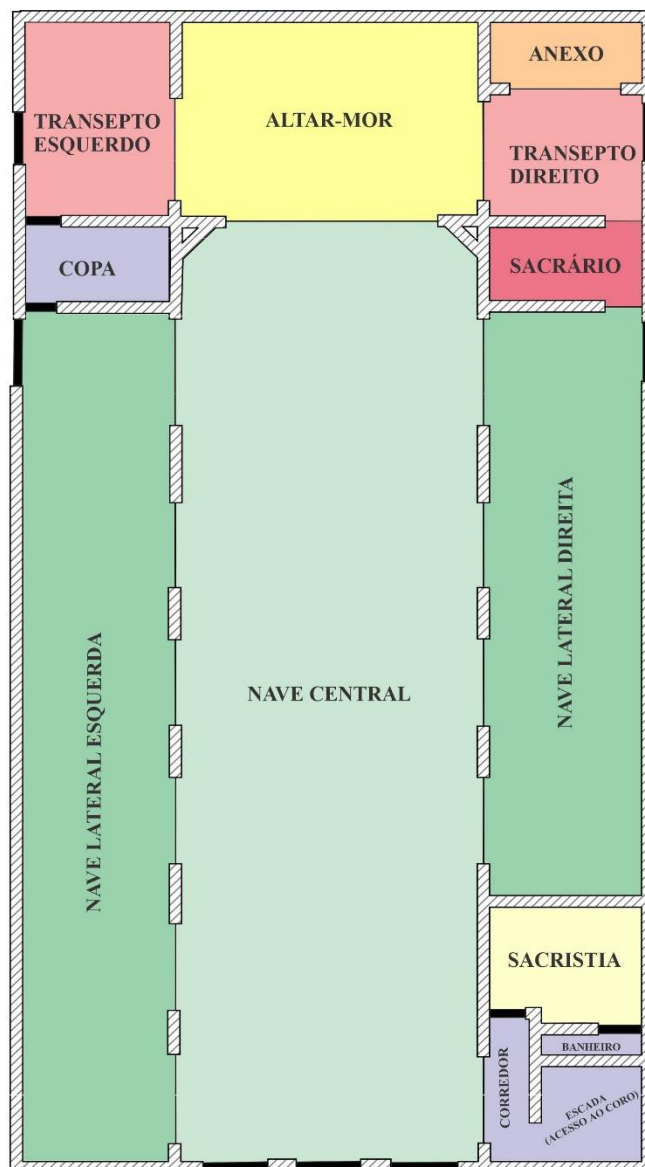 ANEXO
ALTAR-MOR
TRANSEPTO
ESQUERDO
TRANSEPTO
DIREITO
COPA
SACRÁRIO
NAVE LATERAL ESQUERDA
NAVE CENTRAL
NAVE LATERAL DIREITA
SACRISTIA
BANHEIRO
CORREDOR
ESCADA
(ACESSO AO CORO)